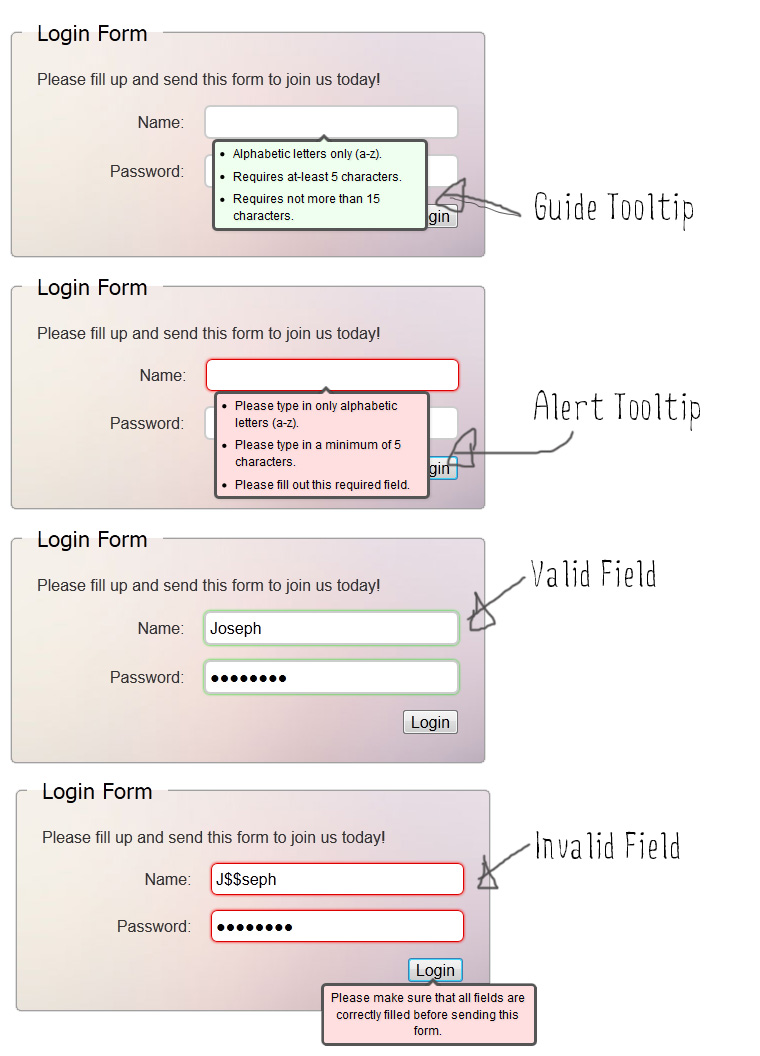 Login Form
Please fill up and send this form to join us today!
Name:
• Alphabetic letters only (a-z).
Password:
• Requires at-least 5 characters.
• Requires not more than 15
characters.
gin
Guide Tooltip
Login Form
Please fill up and send this form to join us today!
Name:
• Please type in only alphabetic
letters (a-z).
Password:
• Please type in a minimum of 5
characters.
• Please fill out this required field.
gin
Alert Tooltip
Login Form
Please fill up and send this form to join us today!
Valid Field
Name: Joseph
Password: ••••••••
Login
Login Form
Please fill up and send this form to join us today!
Invalid Field
Name: J$$seph
Password: ••••••••
Login
Please make sure that all fields are
correctly filled before sending this
form.